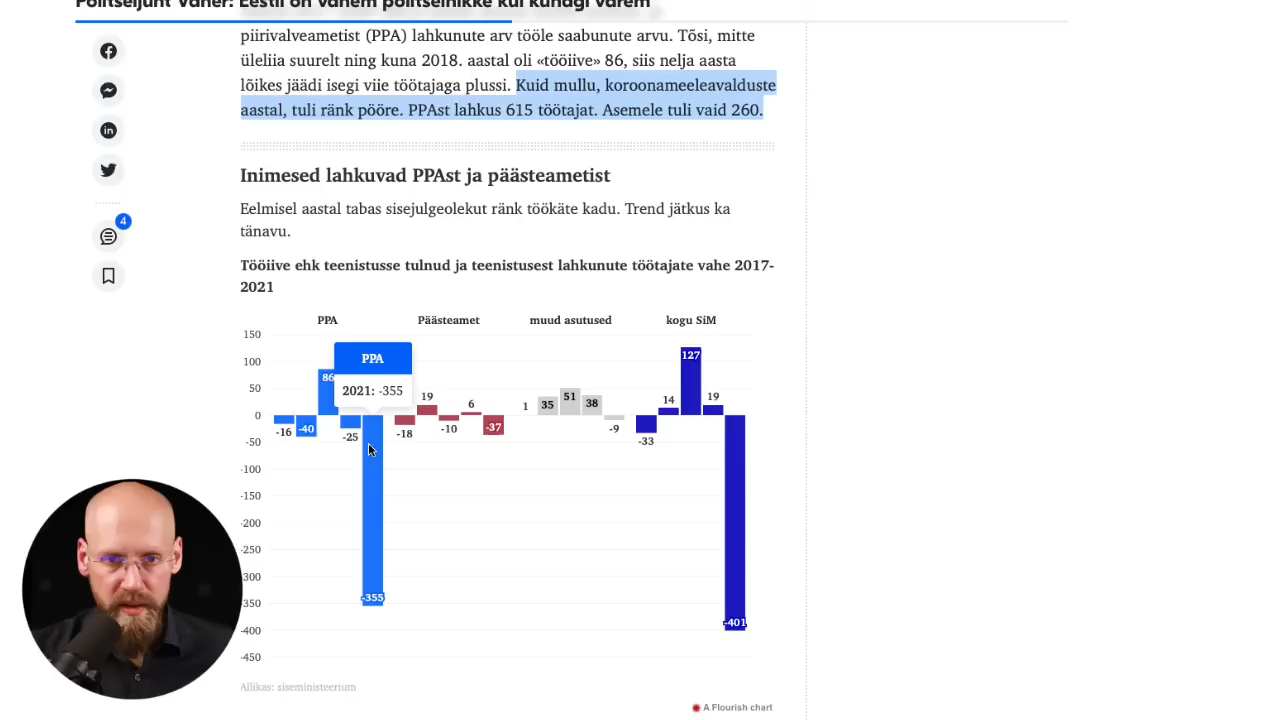 Politseijuht Vaher: Eestil on vähem politseinikke kui kunagi varem
piirivalveametist (PPA) lahkunute arv tööle saabunute arvu. Tõsi, mitte
üleliia suurelt ning kuna 2018. aastal oli «tööiive» 86, siis nelja aasta
lõikes jäädi isegi viie töötajaga plussi. Kuid mullu, koroonameeleavalduste
aastal, tuli ränk pööre. PPAst lahkus 615 töötajat. Asemele tuli vaid 260.
4
Inimesed lahkuvad PPAst ja päästeametist
Eelmisel aastal tabas sisejulgeolekut ränk töökäte kadu. Trend jätkus ka
tänavu.
Tööiive ehk teenistusse tulnud ja teenistusest lahkunute töötajate vahe 2017-
2021
PPA Päästeamet muud asutused kogu SiM
150
100
50
0
-50
-100
-150
-200
-250
-300
-350
-400
-450
-16 -40 86 -25 -355
PPA
2021: -355
-18 19 -10 6 -37
1 35 51 38 -9
-33 14 127 19 -401
Allikas: siseministeerium
A Flourish chart